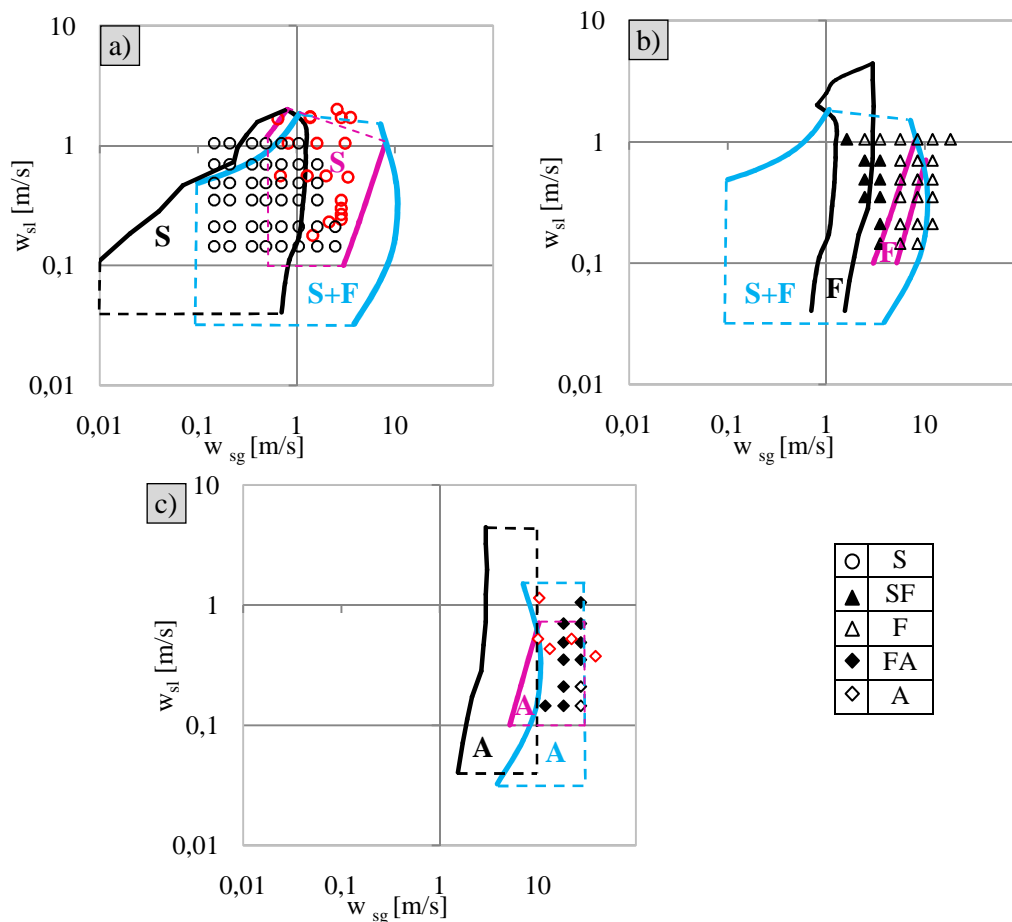 a)
10
1
0,1
0,01
w sl [m/s]
S
S
S+F
0,01 0,1 1 10
w sg [m/s]
b)
10
1
0,1
0,01
w sl [m/s]
S+F
F
F
0,01 0,1 1 10
w sg [m/s]
c)
10
1
0,1
0,01
w sl [m/s]
A
A
A
0,01 0,1 1 10
w sg [m/s]
S
SF
F
FA
A